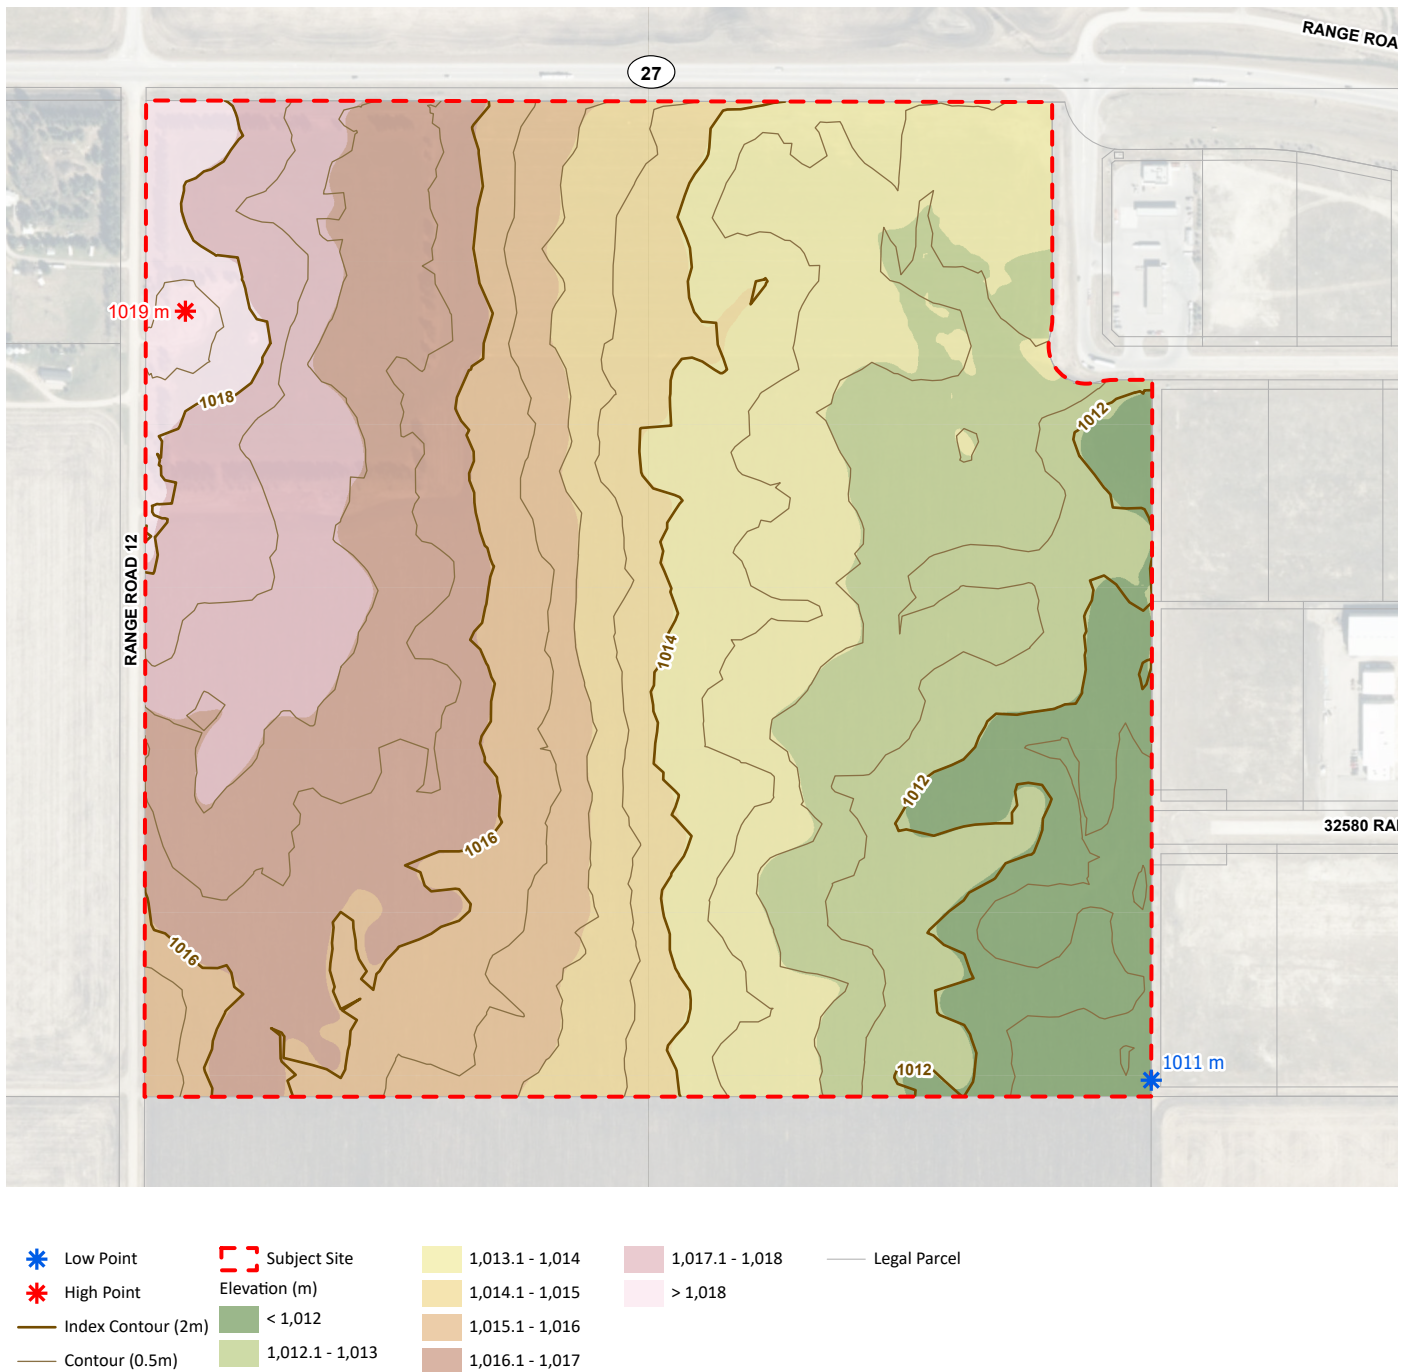 RANGE ROA
27
1019 m
1018
1012
RANGE ROAD 12
1014
1012
32580 RA
1016
1016
1012
1011 m
Low Point
High Point
Index Contour (2m)
Contour (0.5m)
Subject Site
Elevation (m)
< 1,012
1,012.1 - 1,013
1,013.1 - 1,014
1,014.1 - 1,015
1,015.1 - 1,016
1,016.1 - 1,017
1,017.1 - 1,018
> 1,018
Legal Parcel